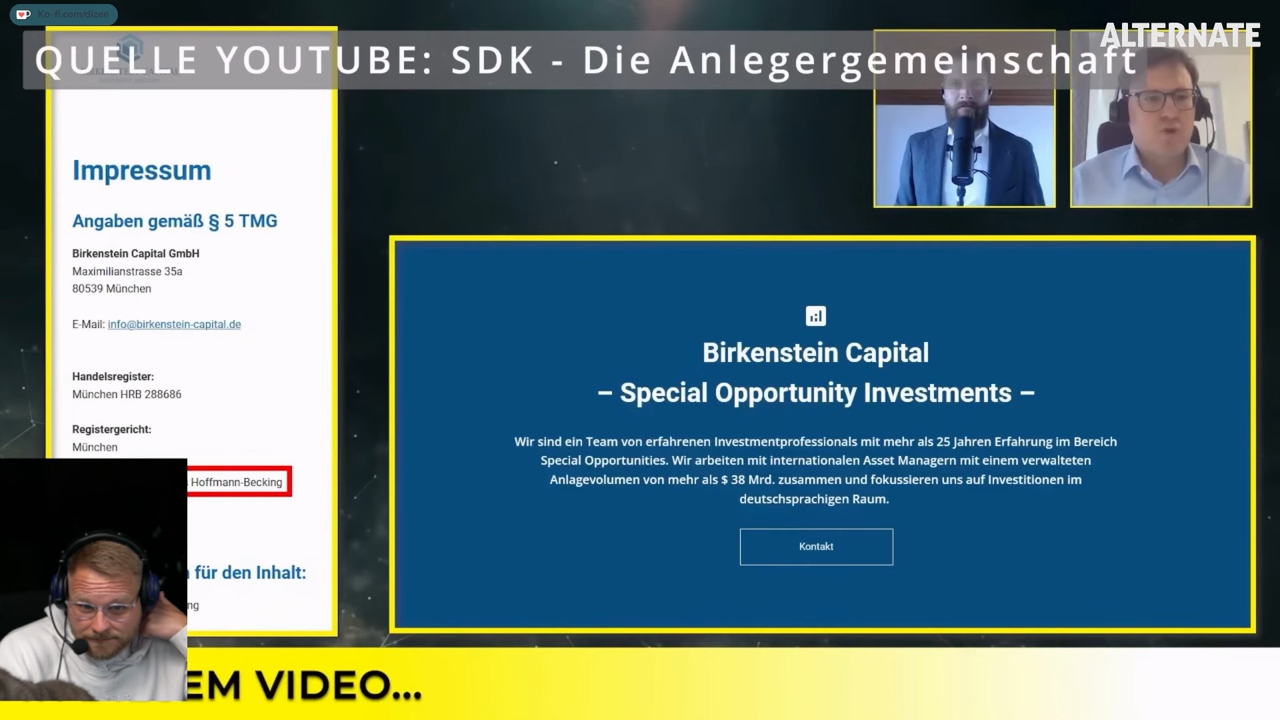 Ko-fi.com/dizen
ALTERNATE
QUELLE YOUTUBE: SDK - Die Anlegergemeinschaft
Impressum
Angaben gemäß § 5 TMG
Birkenstein Capital GmbH
Maximilianstrasse 35a
80539 München
E-Mail: info@birkenstein-capital.de
Handelsregister:
München HRB 288686
Registergericht:
München
Hoffmann-Becking
für den Inhalt:
Birkenstein Capital
– Special Opportunity Investments –
Wir sind ein Team von erfahrenen Investmentprofessionals mit mehr als 25 Jahren Erfahrung im Bereich
Special Opportunities. Wir arbeiten mit internationalen Asset Managern mit einem verwalteten
Anlagevolumen von mehr als $ 38 Mrd. zusammen und fokussieren uns auf Investitionen im
deutschsprachigen Raum.
Kontakt
EM VIDEO...